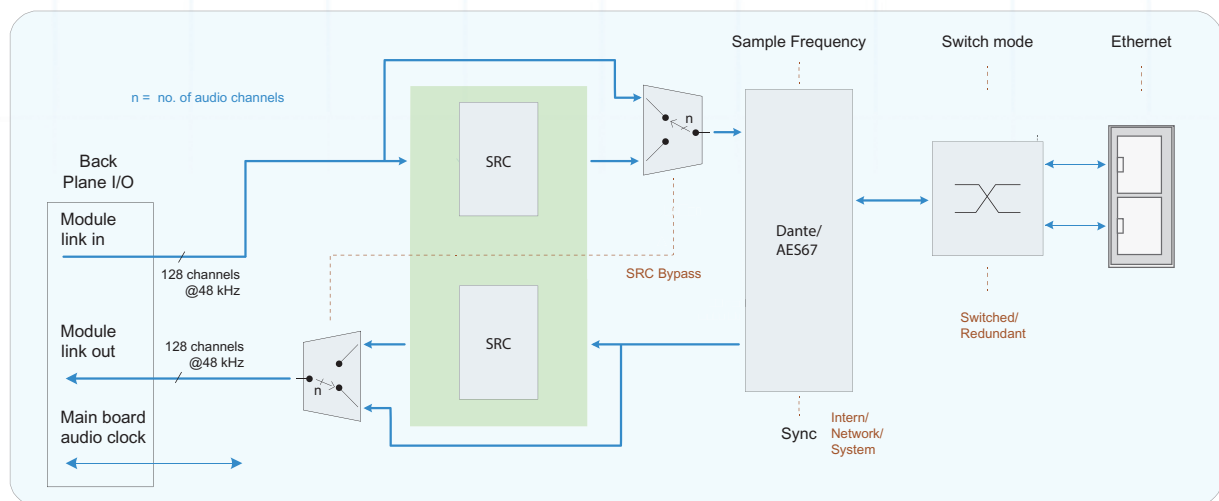 Sample Frequency
Switch mode
Ethernet
n = no. of audio channels
n
SRC
Back
Plane I/O
Module
link in
128 channels
@48 kHz
Dante/
AES67
SRC Bypass
Module
link out
128 channels
@48 kHz
SRC
n
Switched/
Redundant
Main board
audio clock
Sync
Intern/
Network/
System